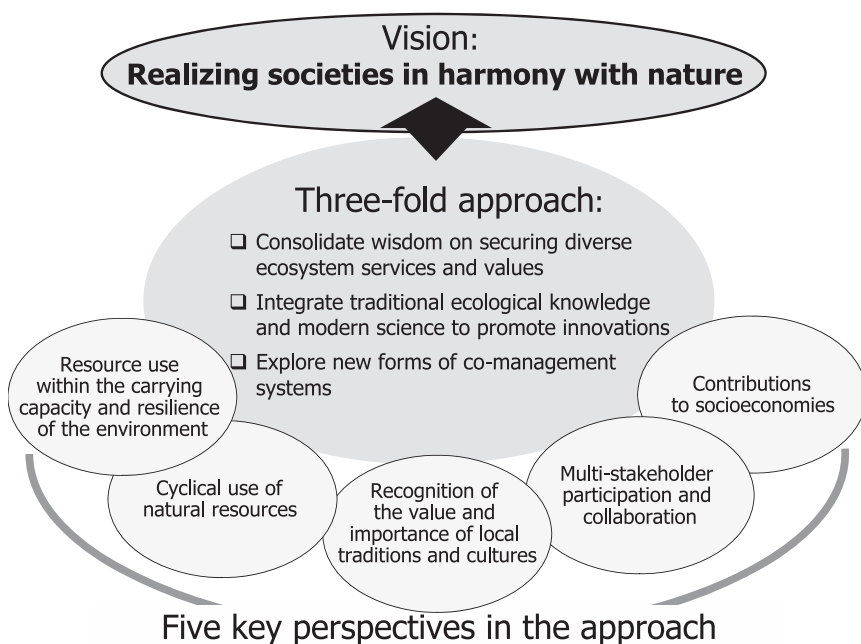 Vision:
Realizing societies in harmony with nature
Three-fold approach:
❑ Consolidate wisdom on securing diverse
ecosystem services and values
❑ Integrate traditional ecological knowledge
and modern science to promote innovations
❑ Explore new forms of co-management
systems
Resource use
within the carrying
capacity and resilience
of the environment
Cyclical use of
natural resources
Recognition of
the value and
importance of local
traditions and cultures
Multi-stakeholder
participation and
collaboration
Contributions
to socioeconomies
Five key perspectives in the approach